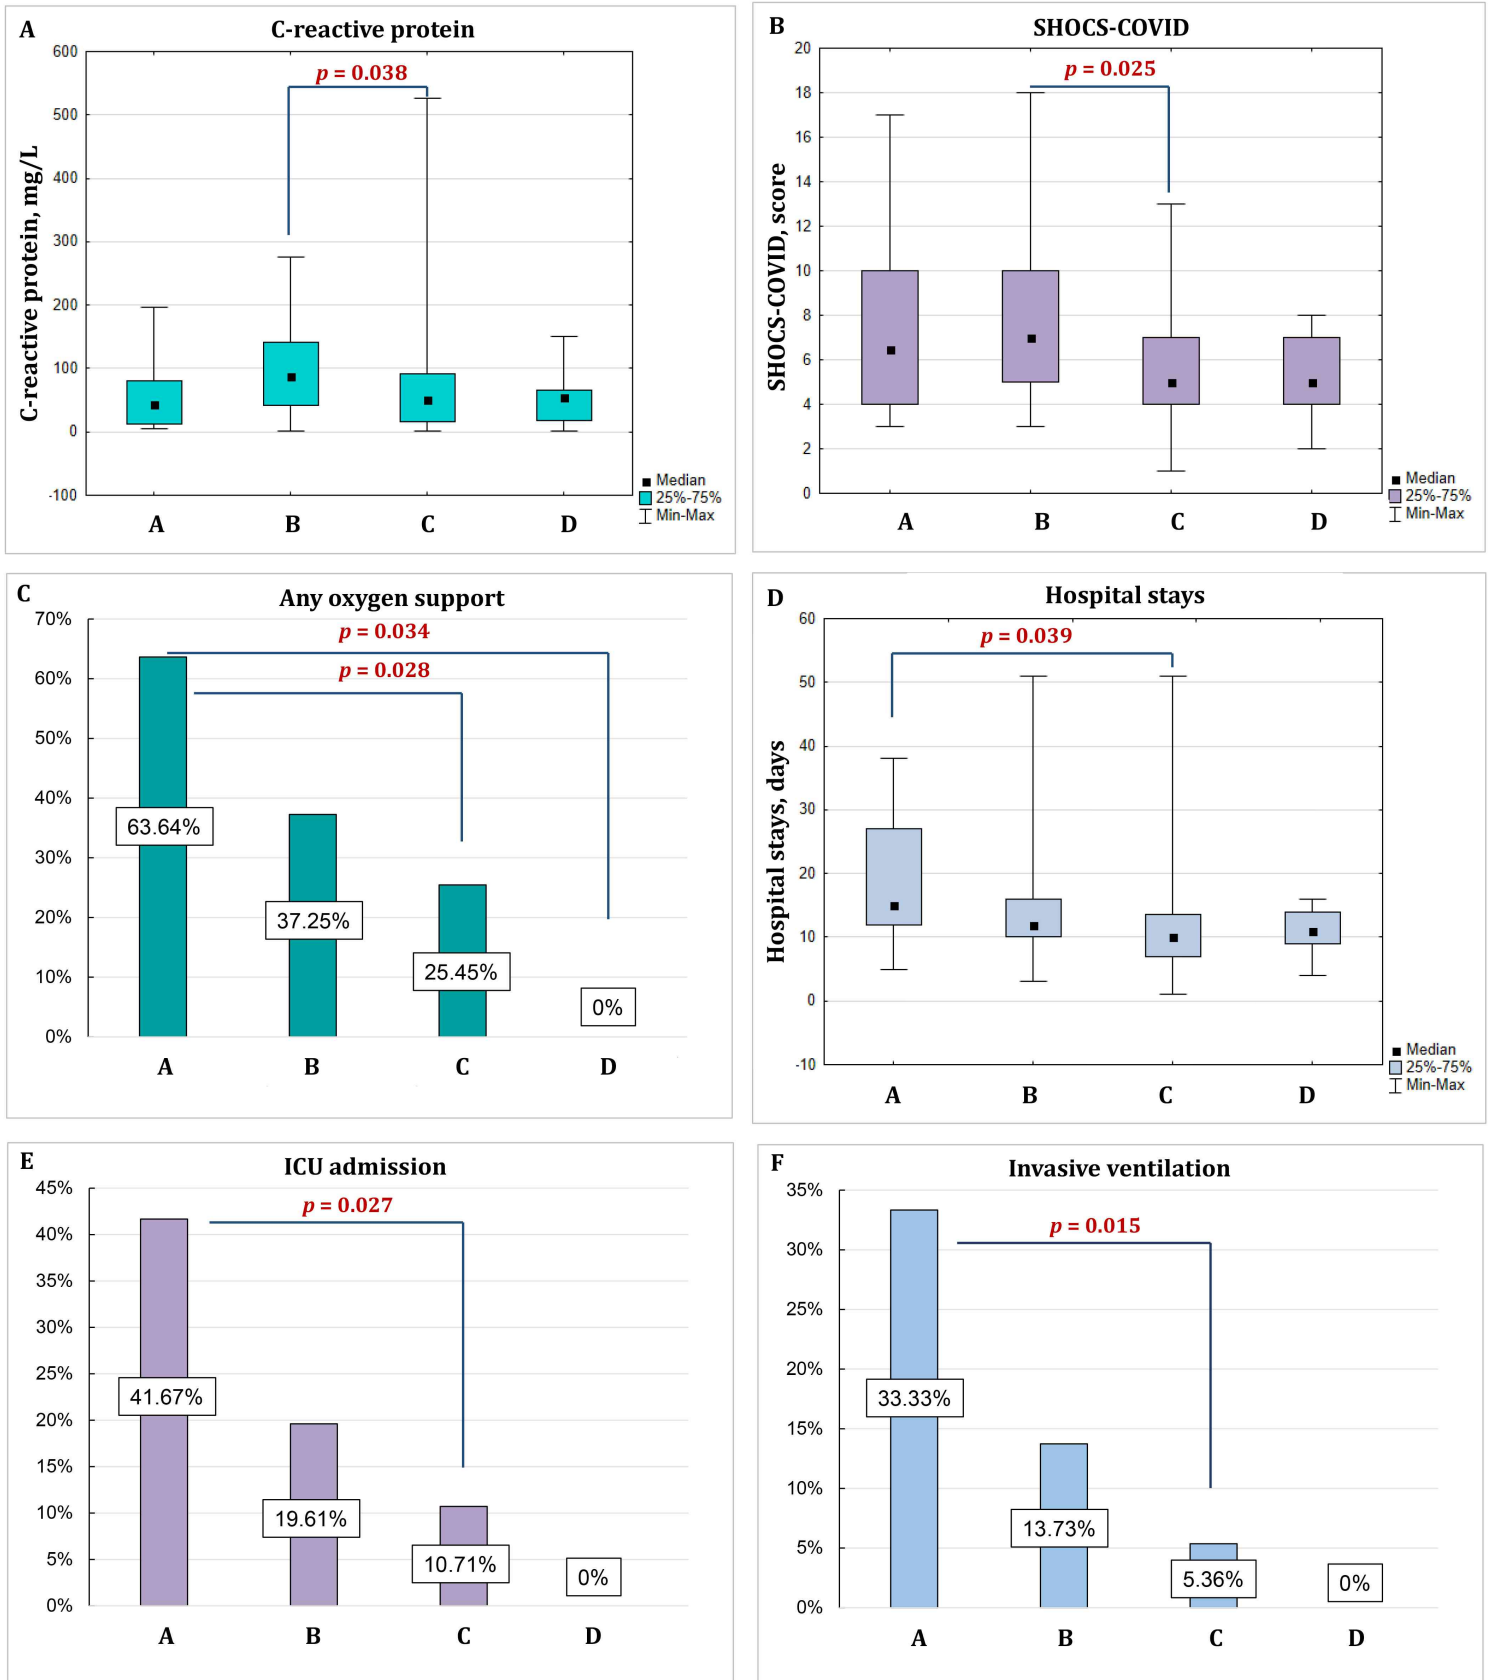 A
C-reactive protein
600
500
400
300
200
100
0
-100
C-reactive protein, mg/L
p = 0.038
A B C D
Median
25%-75%
Min-Max
B
SHOCS-COVID
20
18
16
14
12
10
8
6
4
2
0
SHOCS-COVID, score
p = 0.025
A B C D
Median
25%-75%
Min-Max
C
Any oxygen support
70%
60%
50%
40%
30%
20%
10%
0%
p = 0.034
p = 0.028
63.64%
37.25%
25.45%
0%
A B C D
D
Hospital stays
60
50
40
30
20
10
0
-10
Hospital stays, days
p = 0.039
A B C D
Median
25%-75%
Min-Max
E
ICU admission
45%
40%
35%
30%
25%
20%
15%
10%
5%
0%
p = 0.027
41.67%
19.61%
10.71%
0%
A B C D
F
Invasive ventilation
35%
30%
25%
20%
15%
10%
5%
0%
p = 0.015
33.33%
13.73%
5.36%
0%
A B C D